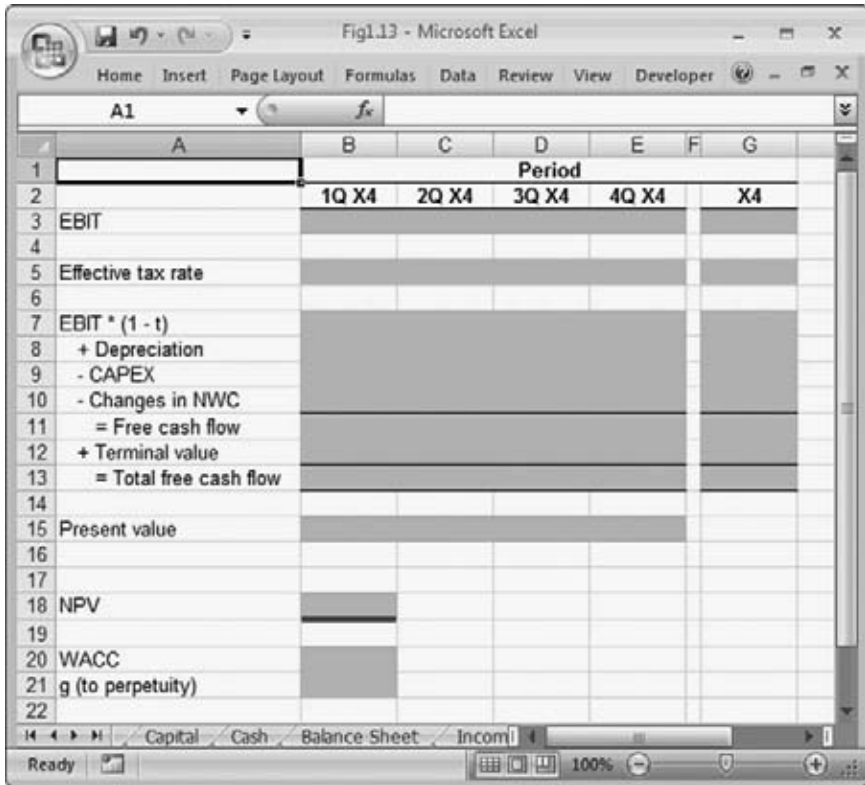 Fig1.13 - Microsoft Excel
Home Insert Page Layout Formulas Data Review View Developer
A1 fx
A B C D E F G
1 Period
2 1Q X4 2Q X4 3Q X4 4Q X4 X4
3 EBIT
4
5 Effective tax rate
6
7 EBIT * (1 - t)
8 + Depreciation
9 - CAPEX
10 - Changes in NWC
11 = Free cash flow
12 + Terminal value
13 = Total free cash flow
14
15 Present value
16
17
18 NPV
19
20 WACC
21 g (to perpetuity)
22
Capital Cash Balance Sheet Incom
Ready 100%